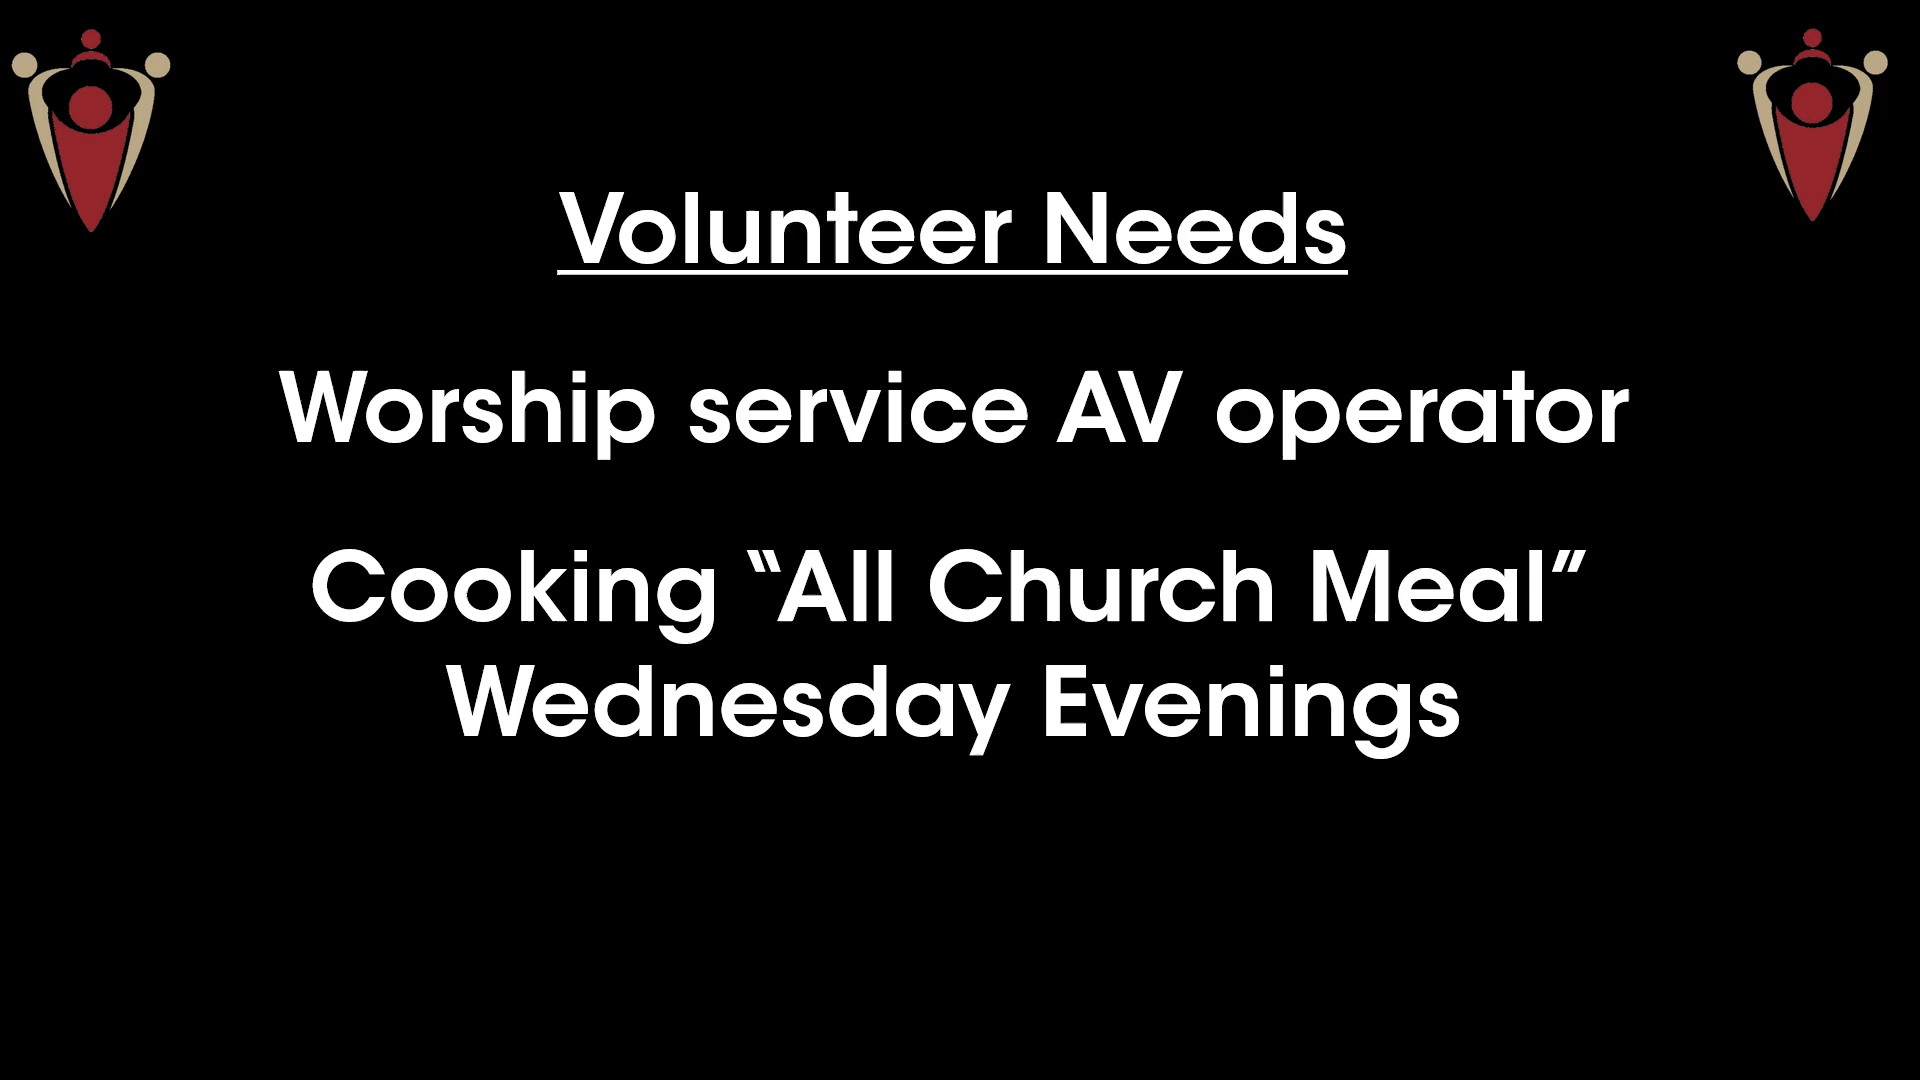 Volunteer Needs
Worship service AV operator
Cooking “All Church Meal”
Wednesday Evenings